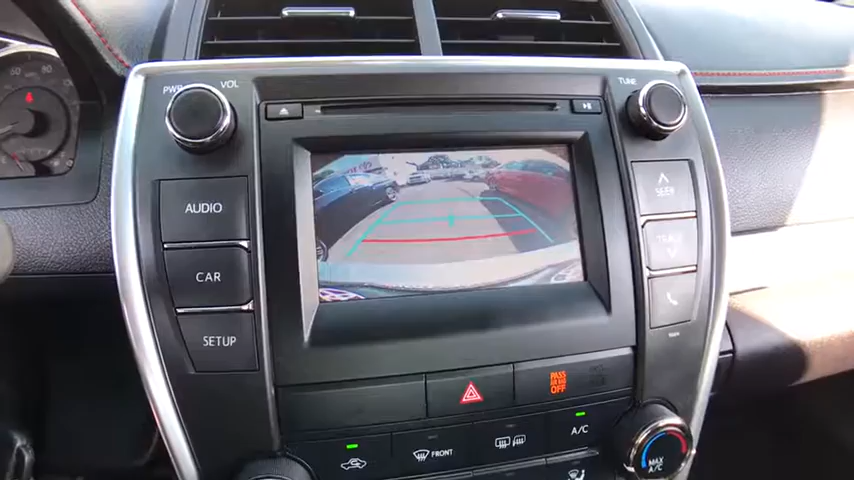 PWR VOL
TUNE
AUDIO
SEEK
CAR
TRACK
SETUP
PASS
AIR BAG
OFF
A/C
FRONT
MAX
A/C